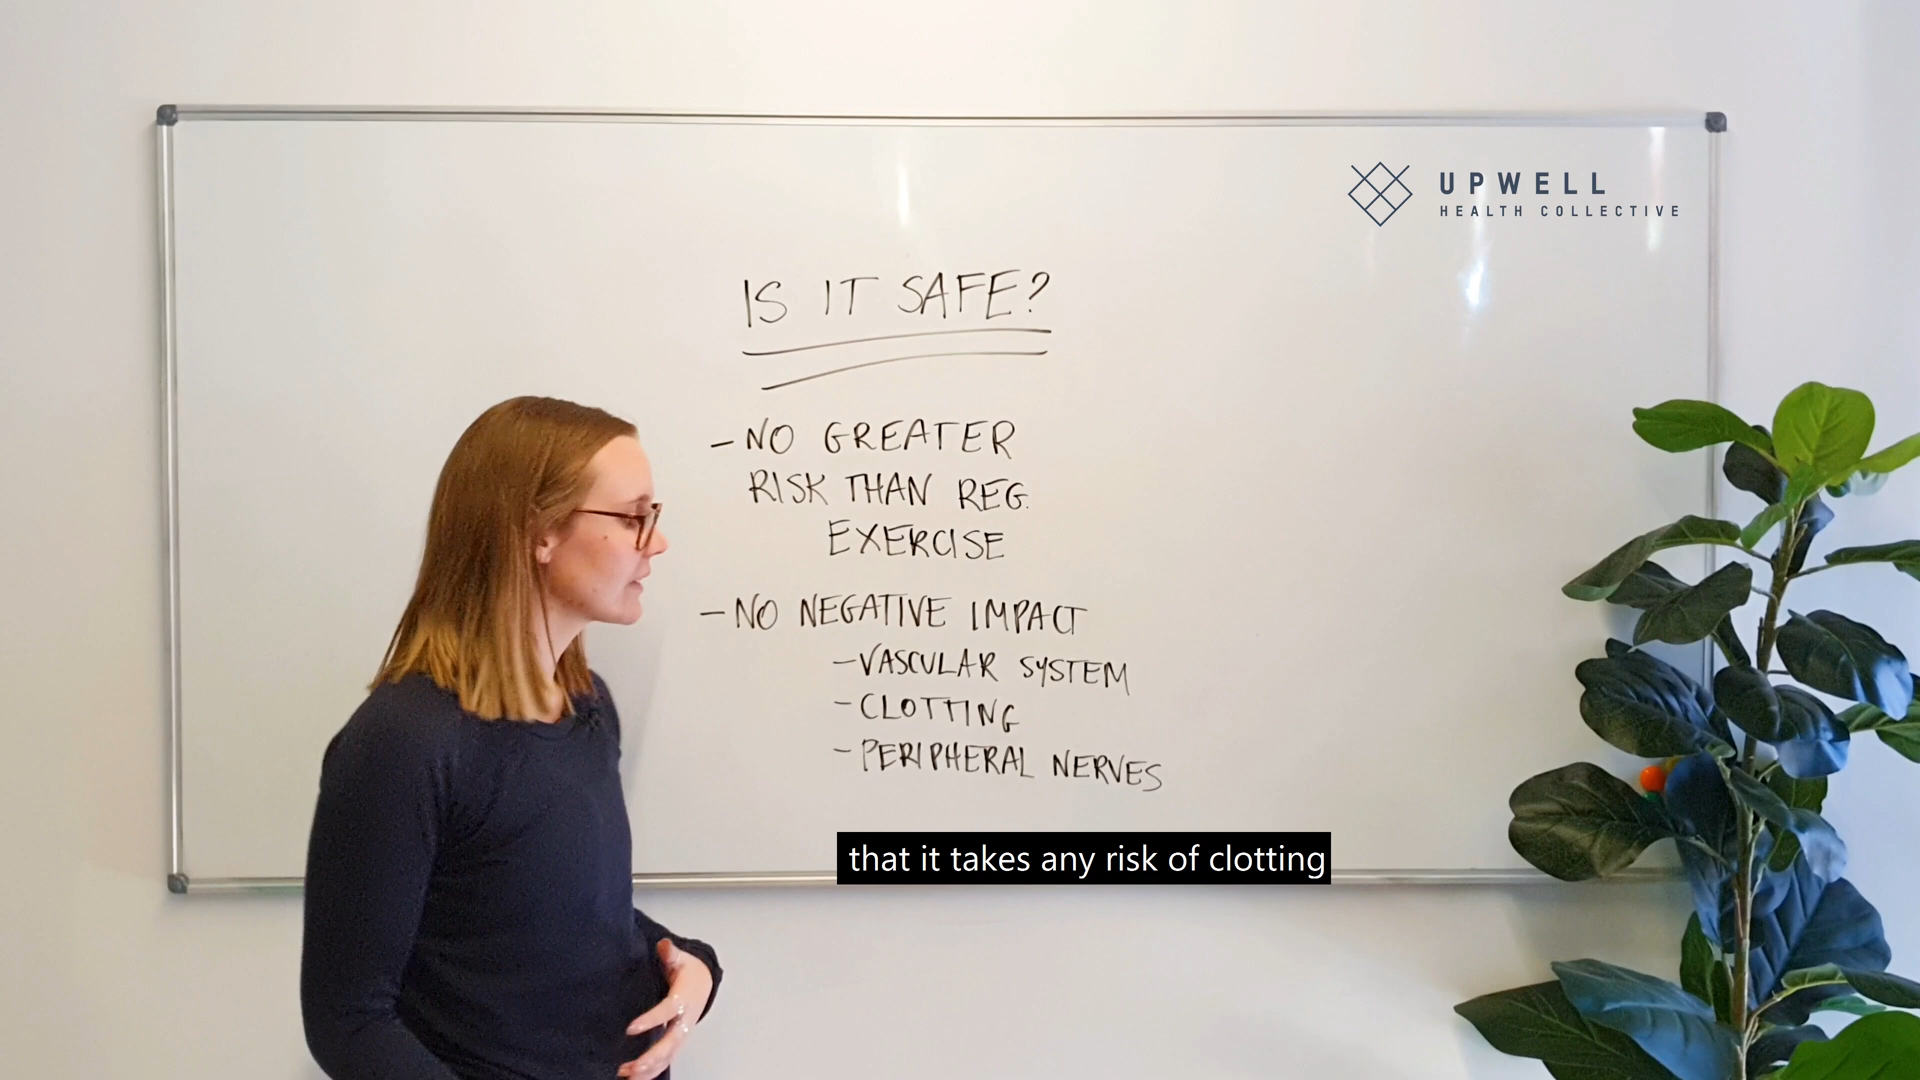 UPWELL
HEALTH COLLECTIVE
IS IT SAFE?
- NO GREATER
RISK THAN REG.
EXERCISE
- NO NEGATIVE IMPACT
- VASCULAR SYSTEM
- CLOTTING
- PERIPHERAL NERVES
that it takes any risk of clotting